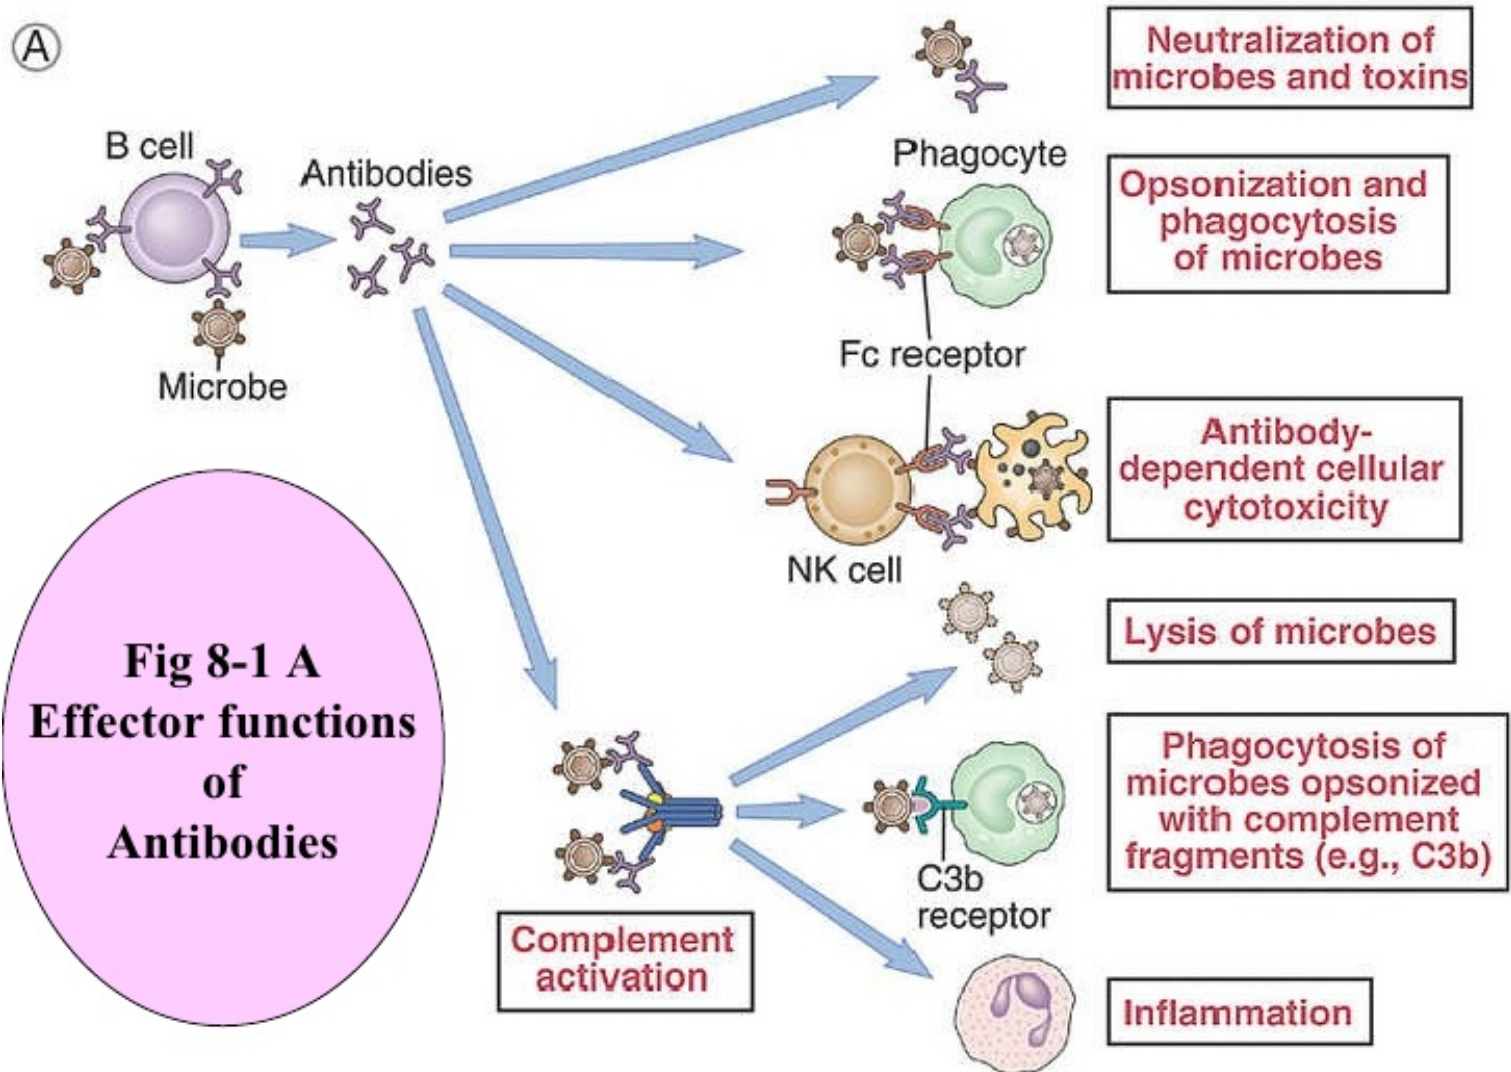 A
Neutralization of
microbes and toxins
B cell
Antibodies
Phagocyte
Opsonization and
phagocytosis
of microbes
Fc receptor
Microbe
Antibody-
dependent cellular
cytotoxicity
NK cell
Lysis of microbes
Fig 8-1 A
Effector functions
of
Antibodies
Phagocytosis of
microbes opsonized
with complement
fragments (e.g., C3b)
C3b
receptor
Complement
activation
Inflammation